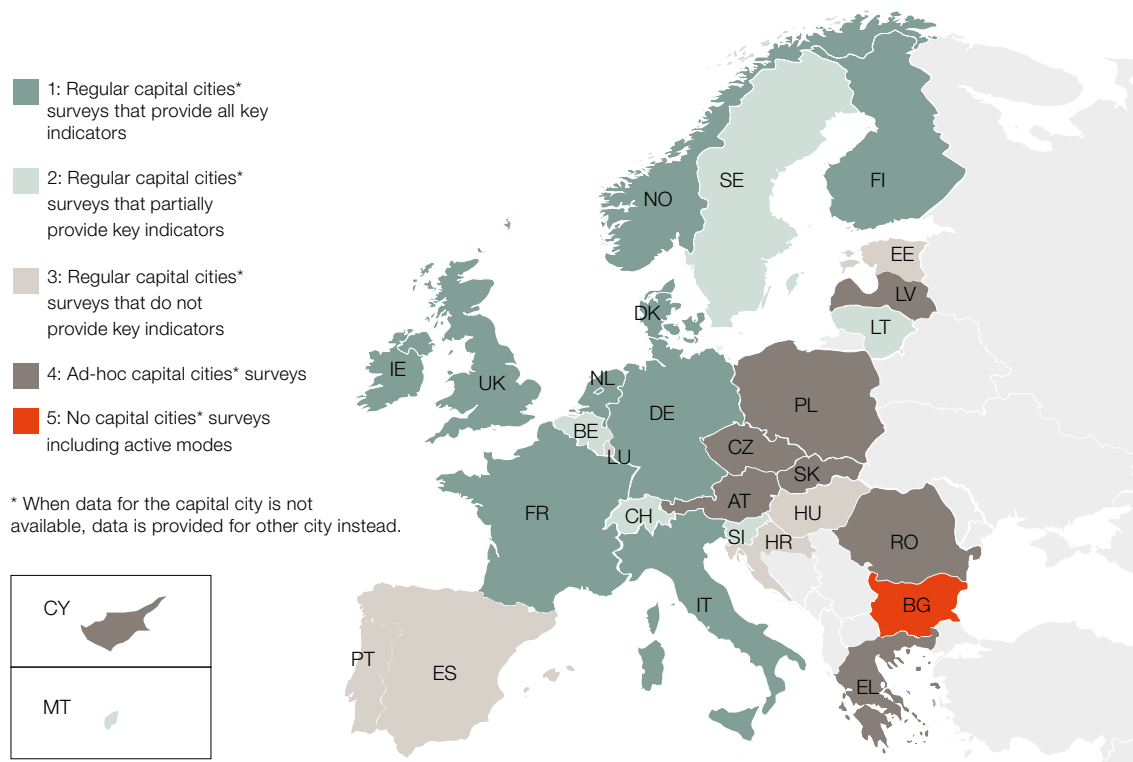 1: Regular capital cities*
surveys that provide all key
indicators
2: Regular capital cities*
surveys that partially
provide key indicators
3: Regular capital cities*
surveys that do not
provide key indicators
4: Ad-hoc capital cities* surveys
5: No capital cities* surveys
including active modes
* When data for the capital city is not
available, data is provided for other city instead.
CY
MT
NO
SE
FI
EE
LV
LT
DK
IE
UK
NL
DE
PL
BE
LU
CZ
SK
FR
CH
AT
HU
SI
HR
RO
IT
BG
PT
ES
EL